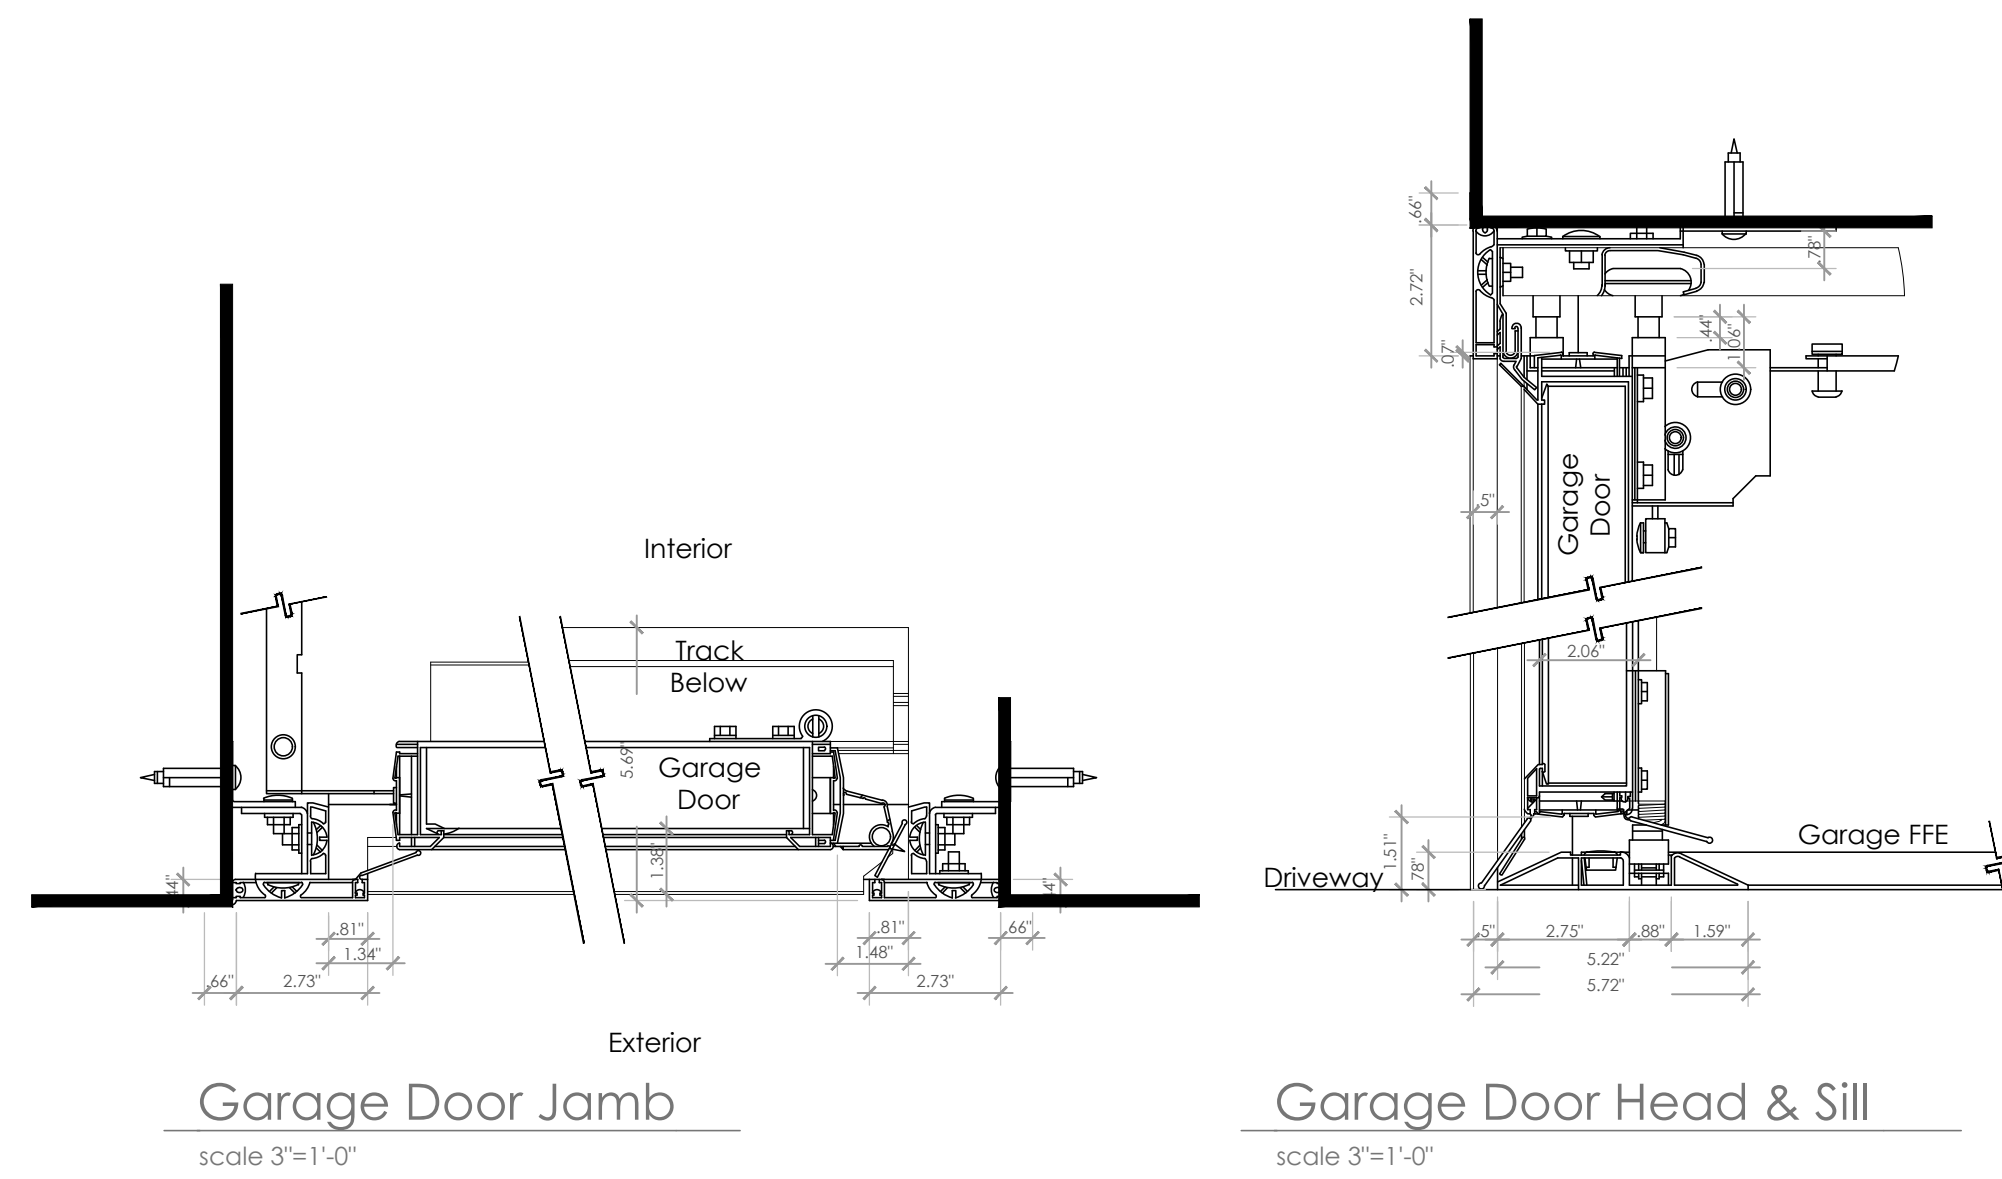 Interior
Track
Below
5.69"
Garage
Door
1.38"
.44"
.44"
.81"
1.34"
.66"
2.73"
.81"
.66"
1.48"
2.73"
Exterior
Garage Door Jamb
scale 3"=1'-0"
.66"
.78"
2.72"
.44"
1.06"
.07"
.5"
Garage
Door
2.06"
1.51"
.78"
Garage FFE
Driveway
.5"
2.75"
.88"
1.59"
5.22"
5.72"
Garage Door Head & Sill
scale 3"=1'-0"